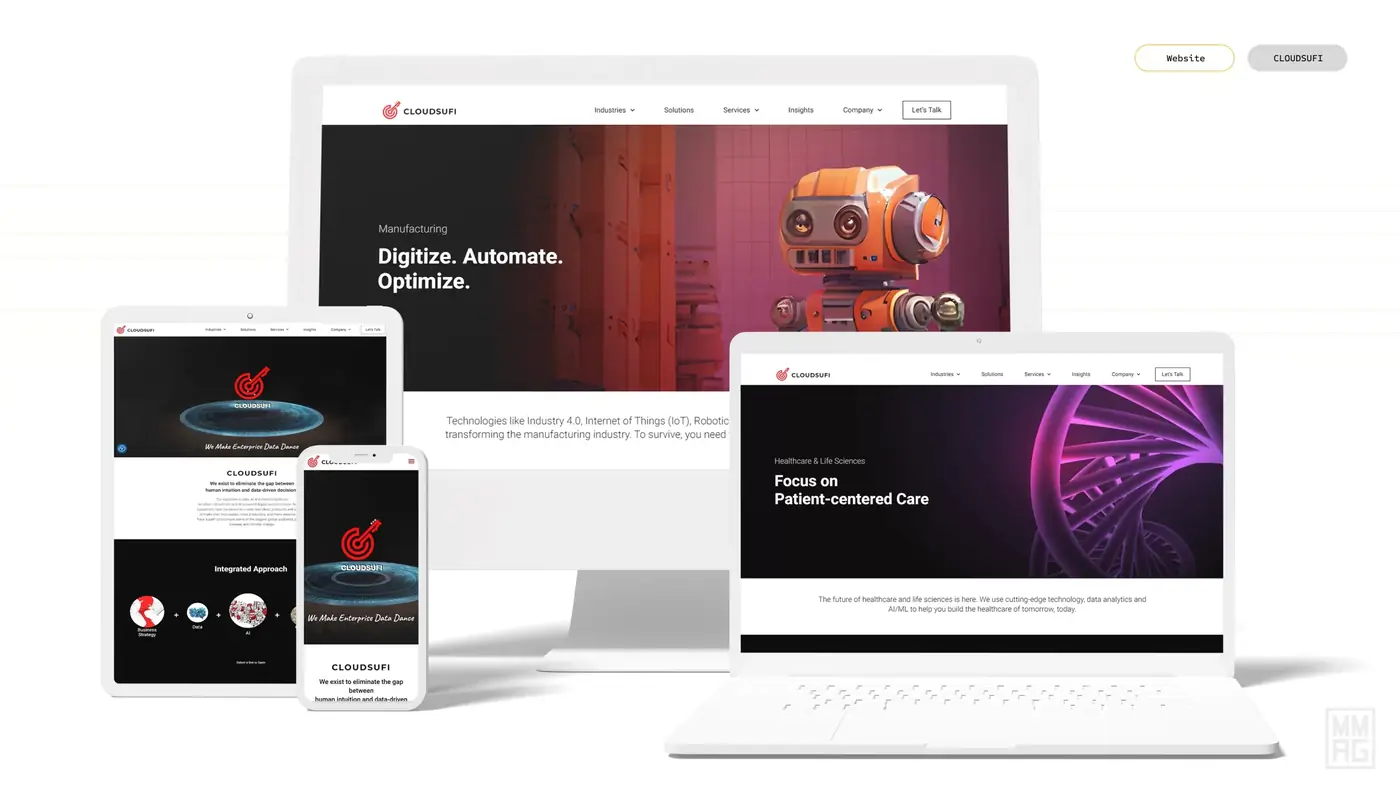 Website
CLOUDSUFI
CLOUDSUFI
Industries
Solutions
Services
Insights
Company
Let's Talk
Manufacturing
Digitize. Automate.
Optimize.
Technologies like Industry 4.0, Internet of Things (IoT), Robotic
transforming the manufacturing industry. To survive, you need
CLOUDSUFI
Industries
Solutions
Services
Insights
Company
Let's Talk
CLOUDSUFI
We Make Enterprise Data Dance
CLOUDSUFI
We exist to eliminate the gap between
human intuition and data-driven decision
Integrated Approach
Business
Strategy
+
Data
+
AI
+
CLOUDSUFI
CLOUDSUFI
We Make Enterprise Data Dance
CLOUDSUFI
We exist to eliminate the gap
between
human intuition and data-driven
CLOUDSUFI
Industries
Solutions
Services
Insights
Company
Let's Talk
Healthcare & Life Sciences
Focus on
Patient-centered Care
The future of healthcare and life sciences is here. We use cutting-edge technology, data analytics and
AI/ML to help you build the healthcare of tomorrow, today.
MM
AG